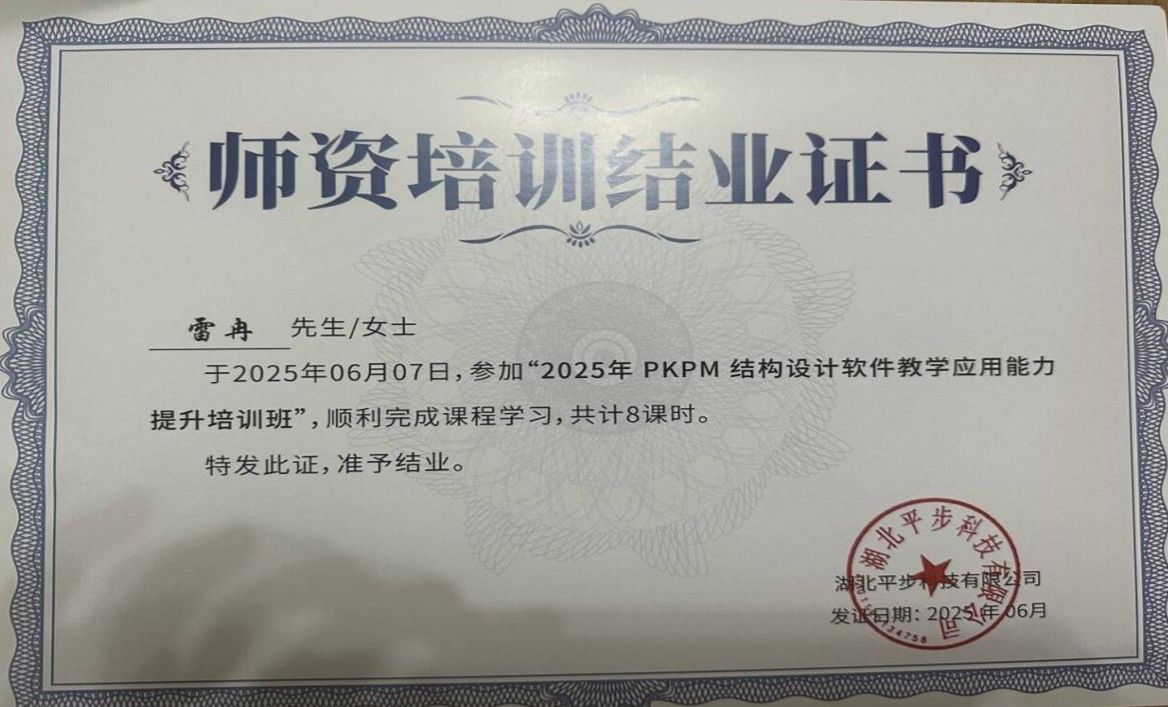 师资培训结业证书
雷冉 先生/女士
于2025年06月07日，参加“2025年 PKPM 结构设计软件教学应用能力
提升培训班”，顺利完成课程学习，共计8课时。
特发此证，准予结业。
湖北平步科技有限公司
湖北平步科技有限公司
发证日期：2025年06月